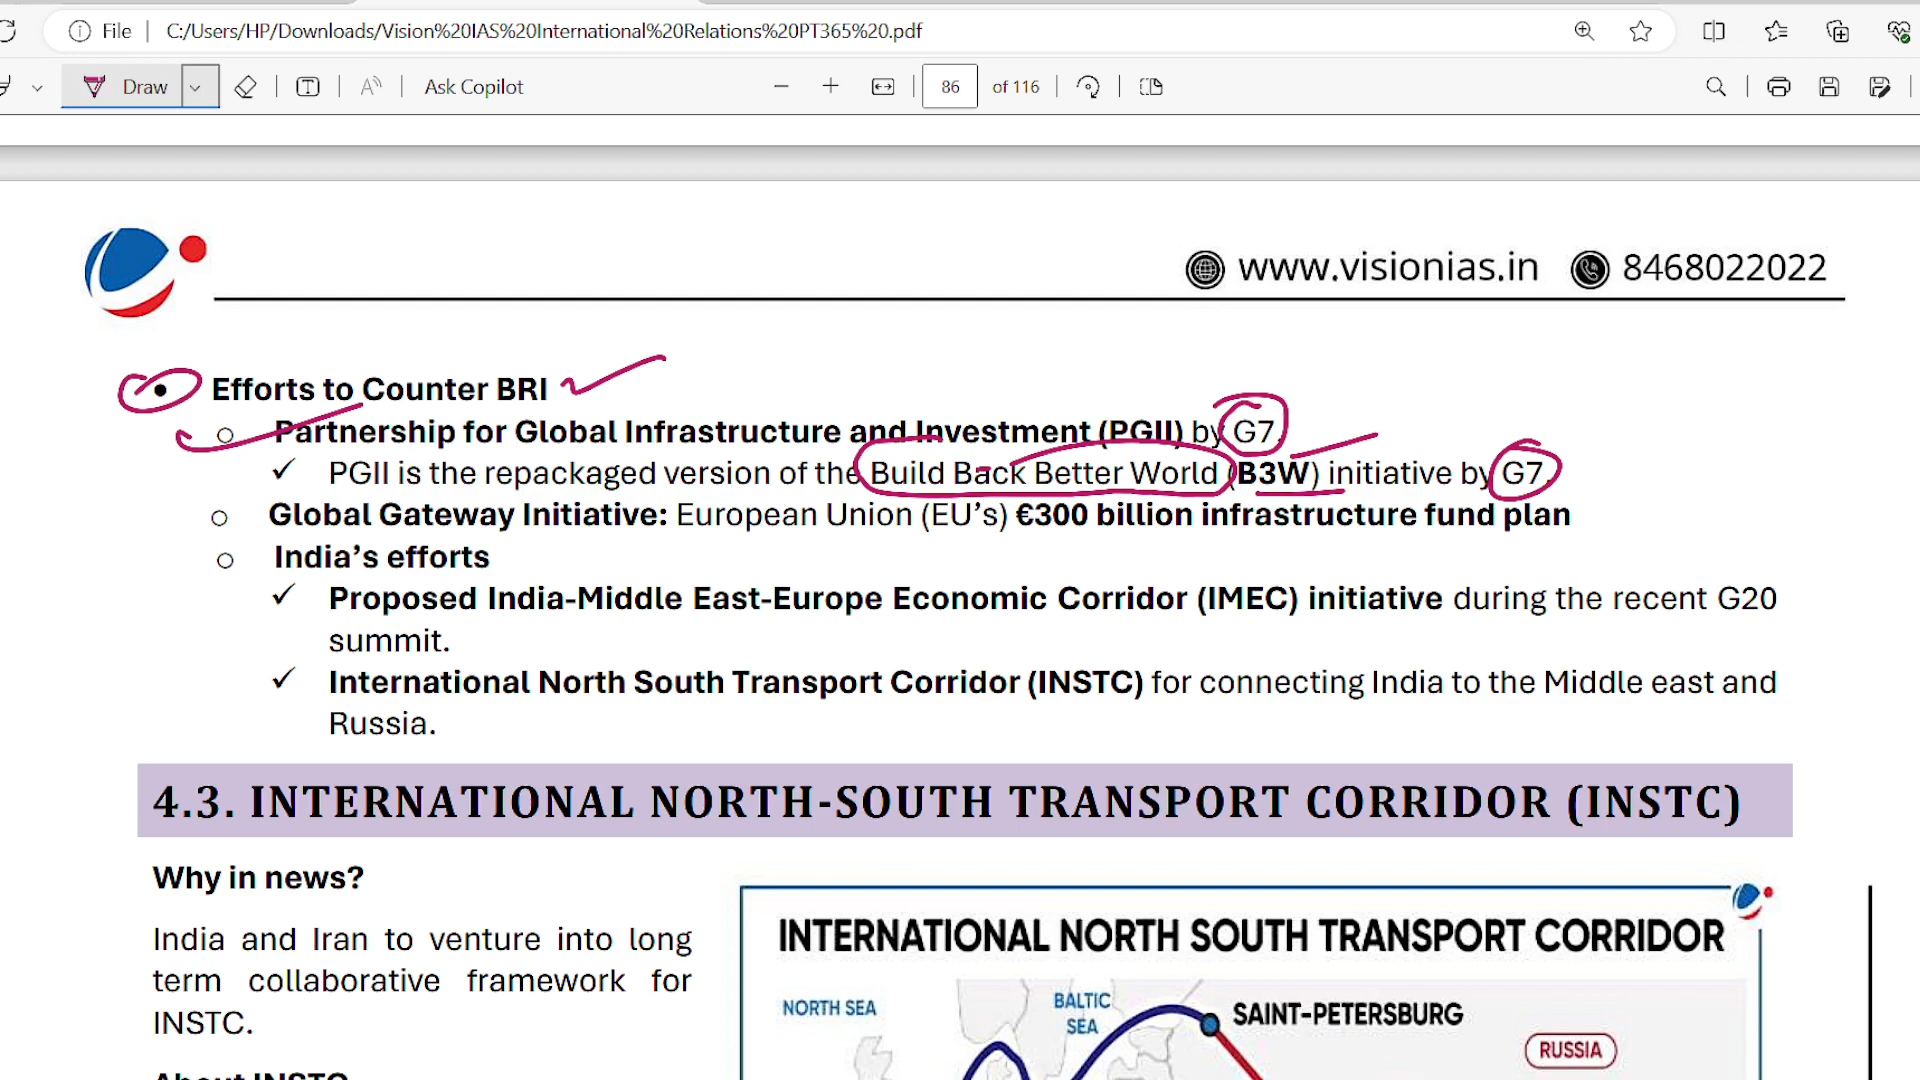 File
C:/Users/HP/Downloads/Vision%20IAS%20International%20Relations%20PT365%20.pdf
Draw
Ask Copilot
86
of 116
www.visionias.in
8468022022
• Efforts to Counter BRI
○ Partnership for Global Infrastructure and Investment (PGII) by G7.
✓ PGII is the repackaged version of the Build Back Better World (B3W) initiative by G7.
○ Global Gateway Initiative: European Union (EU’s) €300 billion infrastructure fund plan
○ India’s efforts
✓ Proposed India-Middle East-Europe Economic Corridor (IMEC) initiative during the recent G20
summit.
✓ International North South Transport Corridor (INSTC) for connecting India to the Middle east and
Russia.
4.3. INTERNATIONAL NORTH-SOUTH TRANSPORT CORRIDOR (INSTC)
Why in news?
India and Iran to venture into long
term collaborative framework for
INSTC.
About INSTC
INTERNATIONAL NORTH SOUTH TRANSPORT CORRIDOR
NORTH SEA
BALTIC
SEA
SAINT-PETERSBURG
RUSSIA